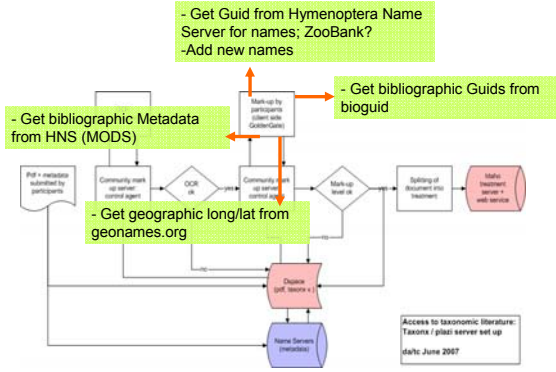 - Get Guid from Hymenoptera Name
Server for names; ZooBank?
-Add new names
- Get bibliographic Guids from
bioguid
- Get bibliographic Metadata
from HNS (MODS)
- Get geographic long/lat from
geonames.org
Mark-up by
participants
(client side
GoldenGate)
Pdf + metadata
submitted by
participants
Community mark
up server:
control agent
OCR
ok
yes
Community mark
up server:
control agent
Mark-up
level ok
yes
Splitting of
document into
treatment
treatment
server +
web service
no
no
Dspace
(pdf, taxonx v.)
Name Servers
(metadata)
Access to taxonomic literature:
Taxonx / plazi server set up
da/tc June 2007